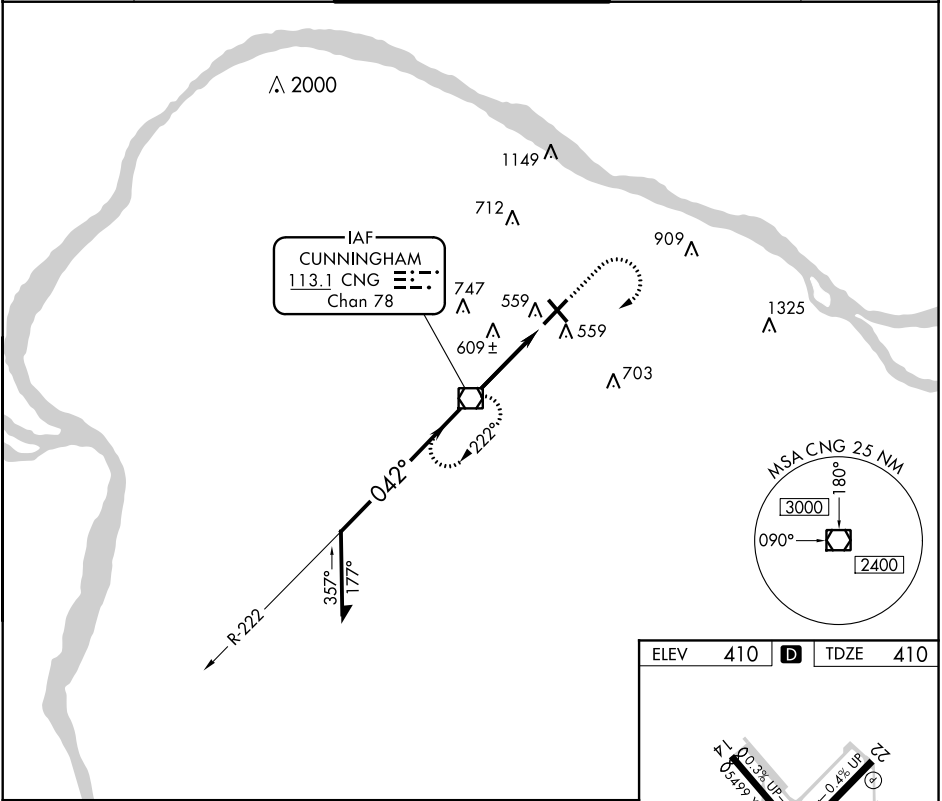 2000
1149
712
909
IAF
CUNNINGHAM
113.1 CNG
Chan 78
747
559
1325
559
609 ±
703
222°
042°
MSA CNG 25 NM
180°
3000
090°
2400
357°
177°
R-222
ELEV 410 D TDZE 410
14
22
0.3% UP
0.4% UP
5499 X
P